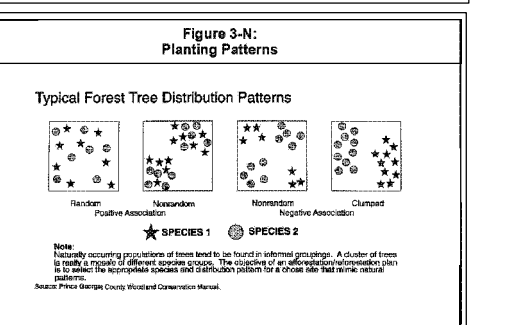 Figure 3-N:
Planting Patterns
Typical Forest Tree Distribution Patterns
Random Nonrandom Nonrandom Clumpad
Positive Association Negative Association
SPECIES 1 SPECIES 2
Note:
Naturally occurring populations of trees tend to be found in informal groupings. A cluster of trees
is really a mosaic of different species groups. The objective of an afforestation/reforestation plan
is to select the appropriate species and distribution pattern for a chose site that mimic natural
patterns.
Source: Prince George; County Woodland Conservation Manual.